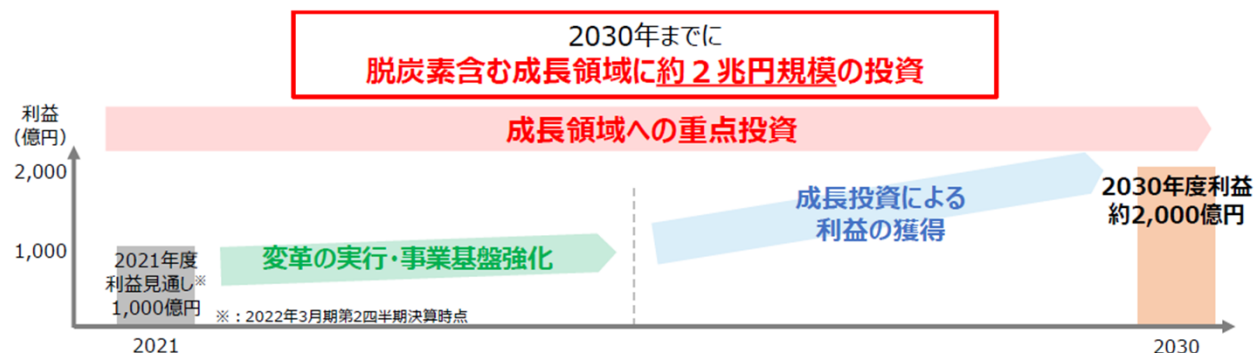 2030年までに
脱炭素含む成長領域に約２兆円規模の投資
利益
(億円)
成長領域への重点投資
2,000
1,000
2021年度
利益見通し※
1,000億円
変革の実行・事業基盤強化
※：2022年3月期第2四半期決算時点
成長投資による
利益の獲得
2030年度利益
約2,000億円
2021
2030